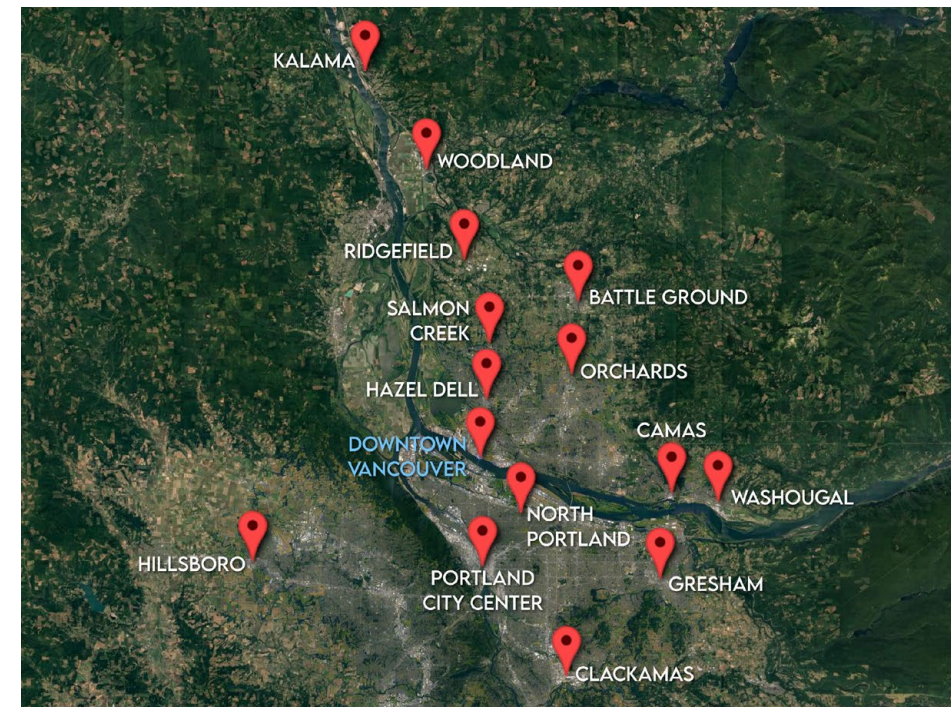 KALAMA
WOODLAND
RIDGEFIELD
BATTLE GROUND
SALMON
CREEK
ORCHARDS
HAZEL DELL
CAMAS
DOWNTOWN
VANCOUVER
WASHOUGAL
NORTH
PORTLAND
HILLSBORO
PORTLAND
CITY CENTER
GRESHAM
CLACKAMAS